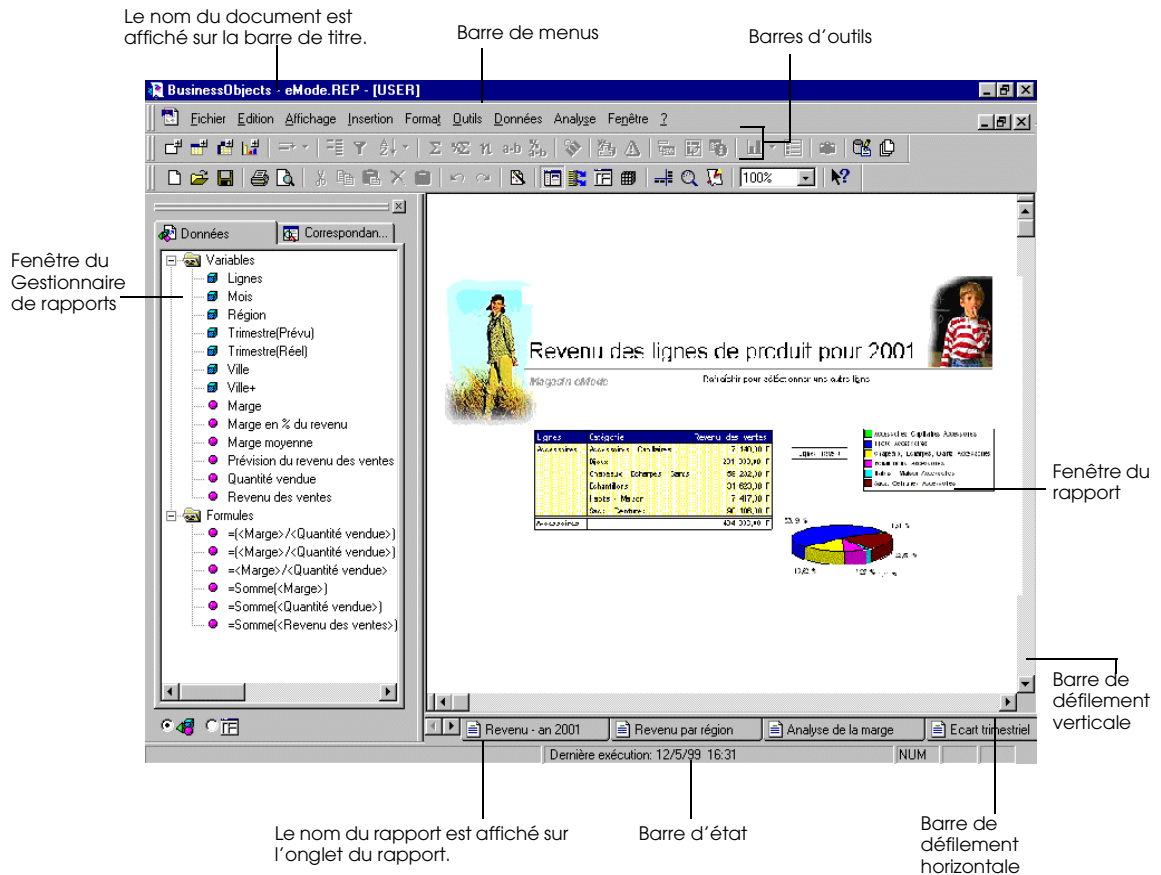 Le nom du document est
affiché sur la barre de titre.
Barre de menus
Barres d'outils
BusinessObjects - eMode.REP - [USER]
Fichier Edition Affichage Insertion Format Outils Données Analyse Fenêtre ?
100%
Données
Correspondan...
Fenêtre du
Gestionnaire
de rapports
Variables
Lignes
Mois
Région
Trimestre(Prévu)
Trimestre(Réel)
Ville
Ville+
Marge
Marge en % du revenu
Marge moyenne
Prévision du revenu des ventes
Quantité vendue
Revenu des ventes
Formules
=(<Marge>/<Quantité vendue>)
=(<Marge>/<Quantité vendue>)
=<Marge>/<Quantité vendue>
=Somme(<Marge>)
=Somme(<Quantité vendue>)
=Somme(<Revenu des ventes>)
Revenu des lignes de produit pour 2001
Magasin eMode
Rafraîchir pour sélectionner une autre ligne
Lignes Catégorie Revenu des ventes
Accessoires
Bijoux
Echantillons
Accessoires
Fenêtre du
rapport
Barre de
défilement
verticale
Revenu - an 2001
Revenu par région
Analyse de la marge
Ecart trimestriel
Dernière exécution: 12/5/99 16:31
NUM
Le nom du rapport est affiché sur
l'onglet du rapport.
Barre d'état
Barre de
défilement
horizontale